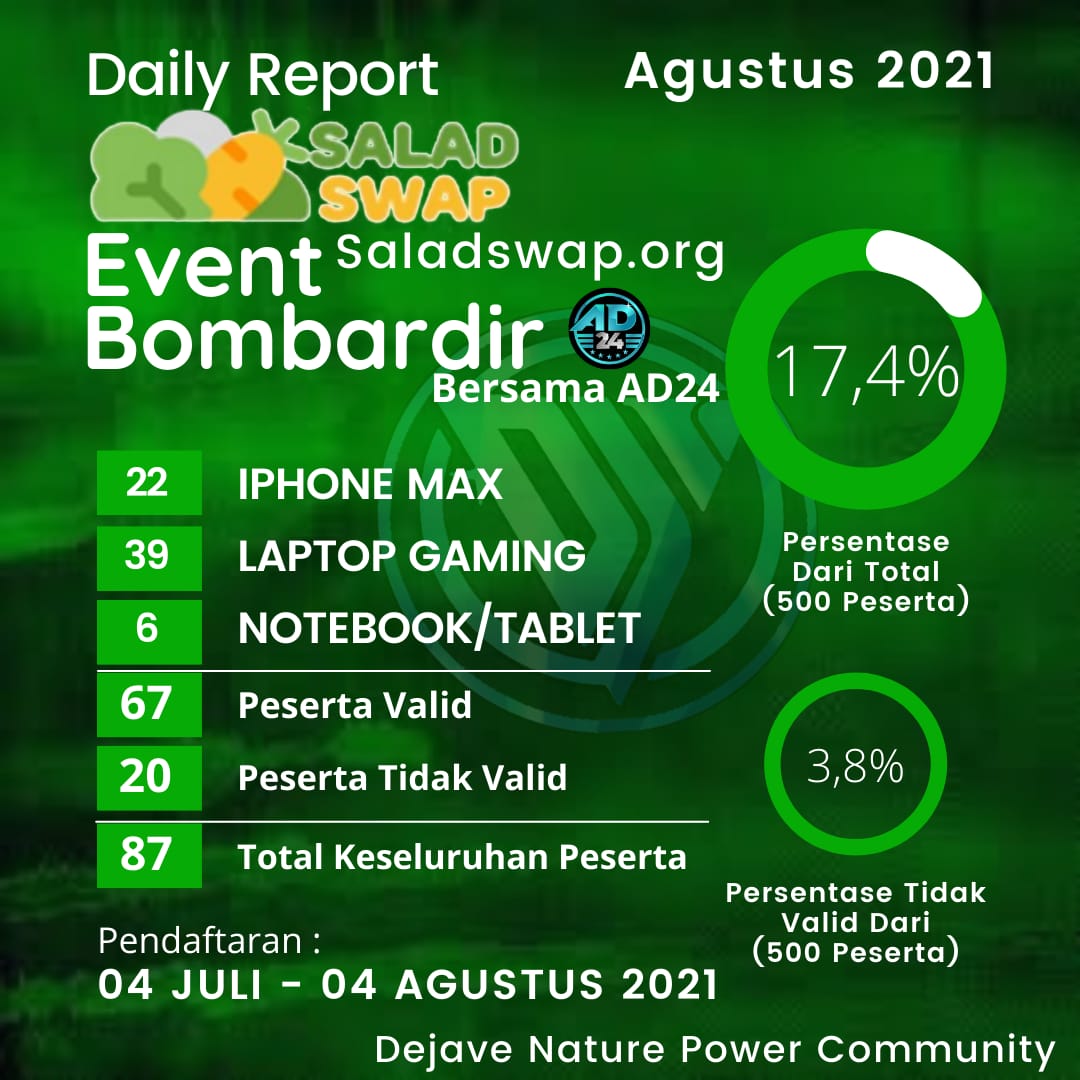 Daily Report
Agustus 2021
SALAD
SWAP
Event Saladswap.org
Bombardir
AD
24
Bersama AD24
17,4%
22 IPHONE MAX
39 LAPTOP GAMING
6 NOTEBOOK/TABLET
Persentase
Dari Total
(500 Peserta)
67 Peserta Valid
20 Peserta Tidak Valid
87 Total Keseluruhan Peserta
3,8%
Persentase Tidak
Valid Dari
(500 Peserta)
Pendaftaran :
04 JULI - 04 AGUSTUS 2021
Dejave Nature Power Community